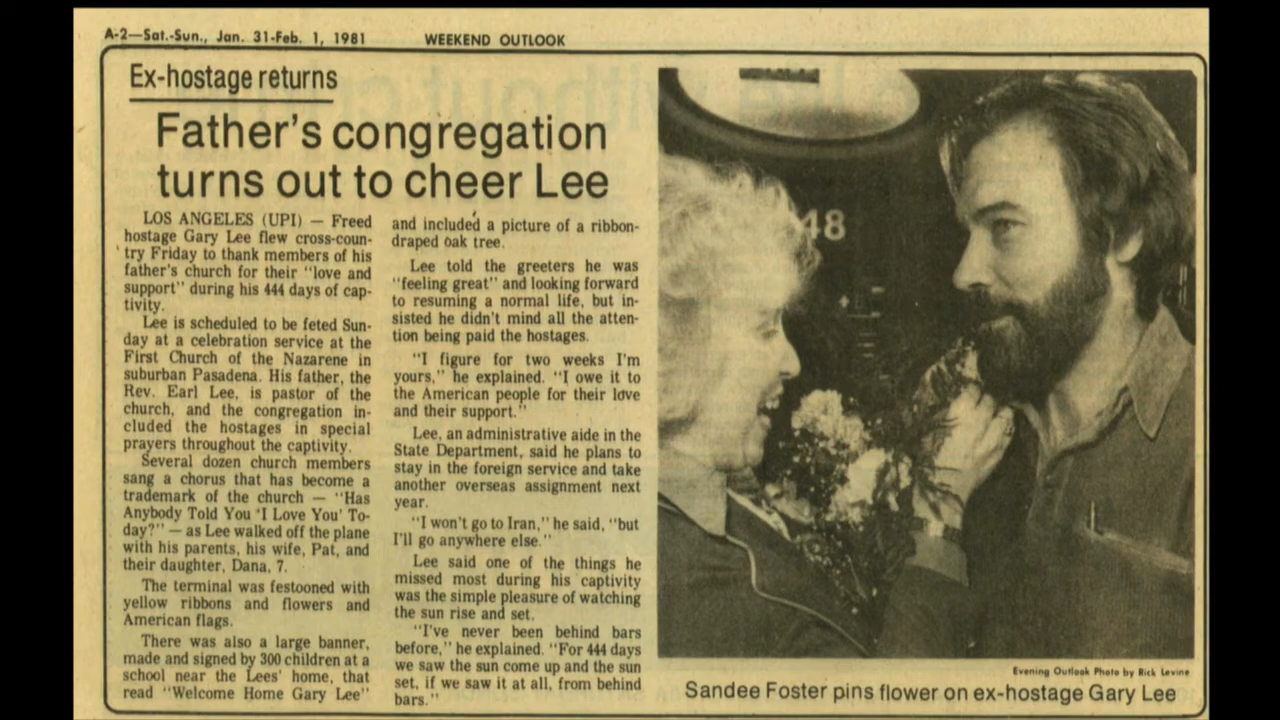 A-2—Sat.-Sun., Jan. 31-Feb. 1, 1981 WEEKEND OUTLOOK
Ex-hostage returns
Father's congregation
turns out to cheer Lee
LOS ANGELES (UPI) — Freed
hostage Gary Lee flew cross-coun-
try Friday to thank members of his
father's church for their "love and
support" during his 444 days of cap-
tivity.
Lee is scheduled to be feted Sun-
day at a celebration service at the
First Church of the Nazarene in
suburban Pasadena. His father, the
Rev. Earl Lee, is pastor of the
church, and the congregation in-
cluded the hostages in special
prayers throughout the captivity.
Several dozen church members
sang a chorus that has become a
trademark of the church — "Has
Anybody Told You 'I Love You' To-
day?" — as Lee walked off the plane
with his parents, his wife, Pat, and
their daughter, Dana, 7.
The terminal was festooned with
yellow ribbons and flowers and
American flags.
There was also a large banner,
made and signed by 300 children at a
school near the Lees' home, that
read "Welcome Home Gary Lee"
and included a picture of a ribbon-
draped oak tree.
Lee told the greeters he was
"feeling great" and looking forward
to resuming a normal life, but in-
sisted he didn't mind all the atten-
tion being paid the hostages.
"I figure for two weeks I'm
yours," he explained. "I owe it to
the American people for their love
and their support."
Lee, an administrative aide in the
State Department, said he plans to
stay in the foreign service and take
another overseas assignment next
year.
"I won't go to Iran," he said, "but
I'll go anywhere else."
Lee said one of the things he
missed most during his captivity
was the simple pleasure of watching
the sun rise and set.
"I've never been behind bars
before," he explained. "For 444 days
we saw the sun come up and the sun
set, if we saw it at all, from behind
bars."
48
Evening Outlook Photo by Rick Levine
Sandee Foster pins flower on ex-hostage Gary Lee